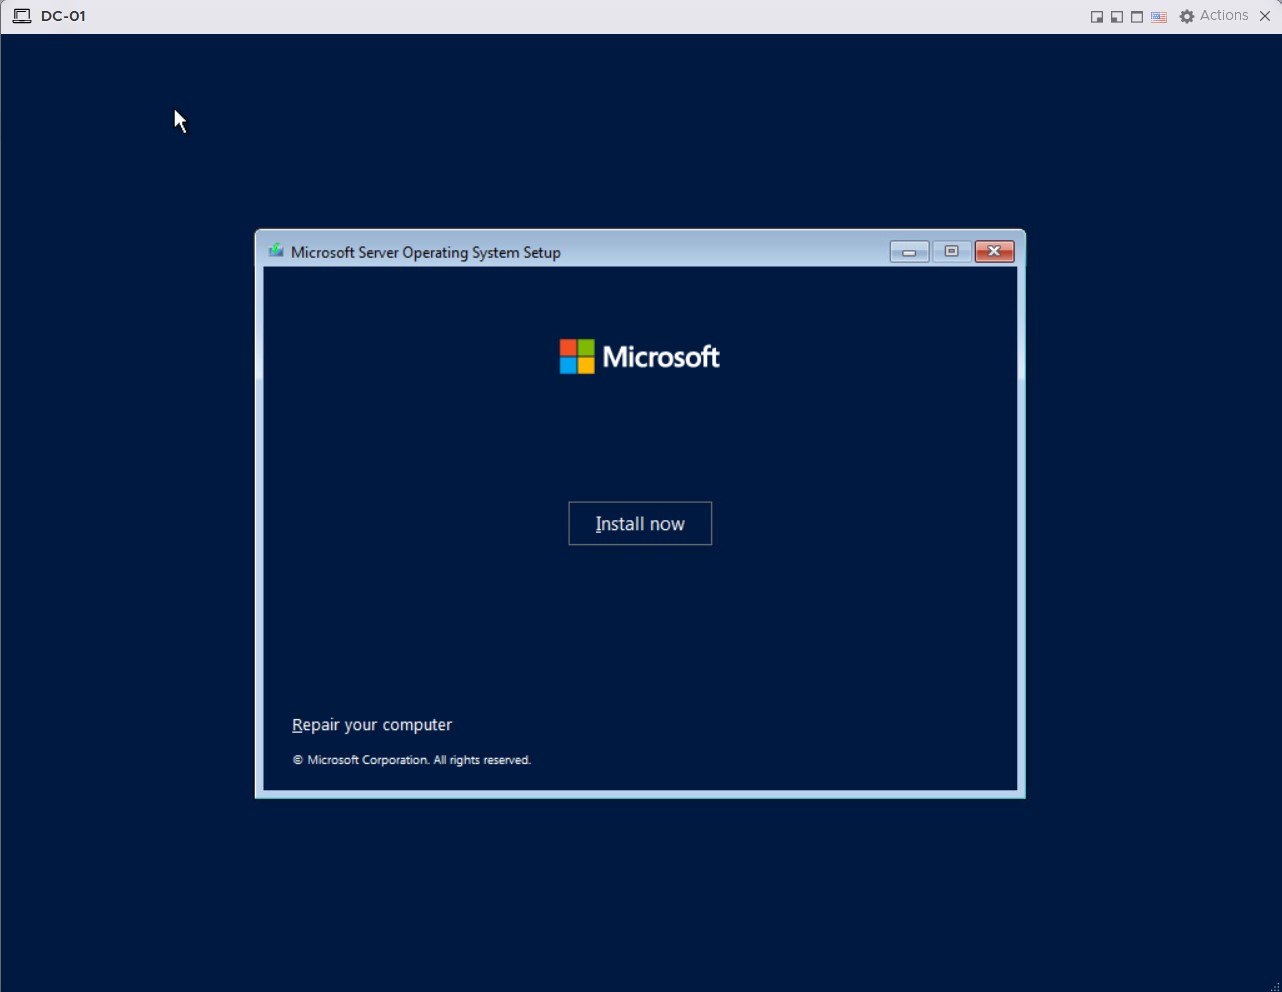 DC-01
Actions
Microsoft Server Operating System Setup
Microsoft
Install now
Repair your computer
© Microsoft Corporation. All rights reserved.